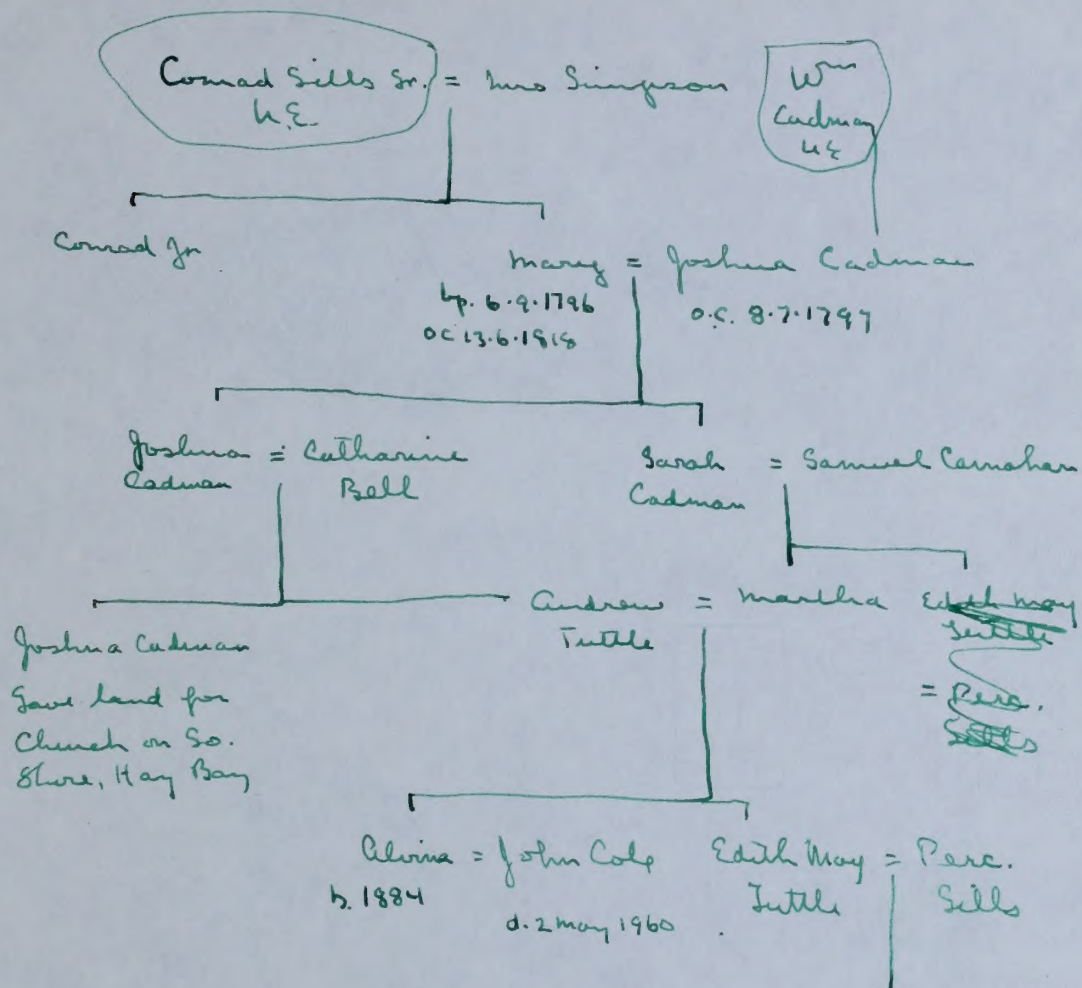 Conrad Sills Sr. = Mrs Simpson
U.E.
Wm
Cadman
UE
Conrad Jr
Mary = Joshua Cadman
bp. 6.9.1796
o.c. 8.7.1797
oc 13.6.1818
Joshua = Catharine
Cadman Bell
Sarah = Samuel Carnahan
Cadman
Andrew = Martha
Tuttle
Edith May
Tuttle
= Perc.
Sills
Joshua Cadman
Gave land for
Church on So.
Shore, Hay Bay
Alvina = John Cole
b. 1884
d. 2 May 1960
Edith May = Perc.
Tuttle Sills